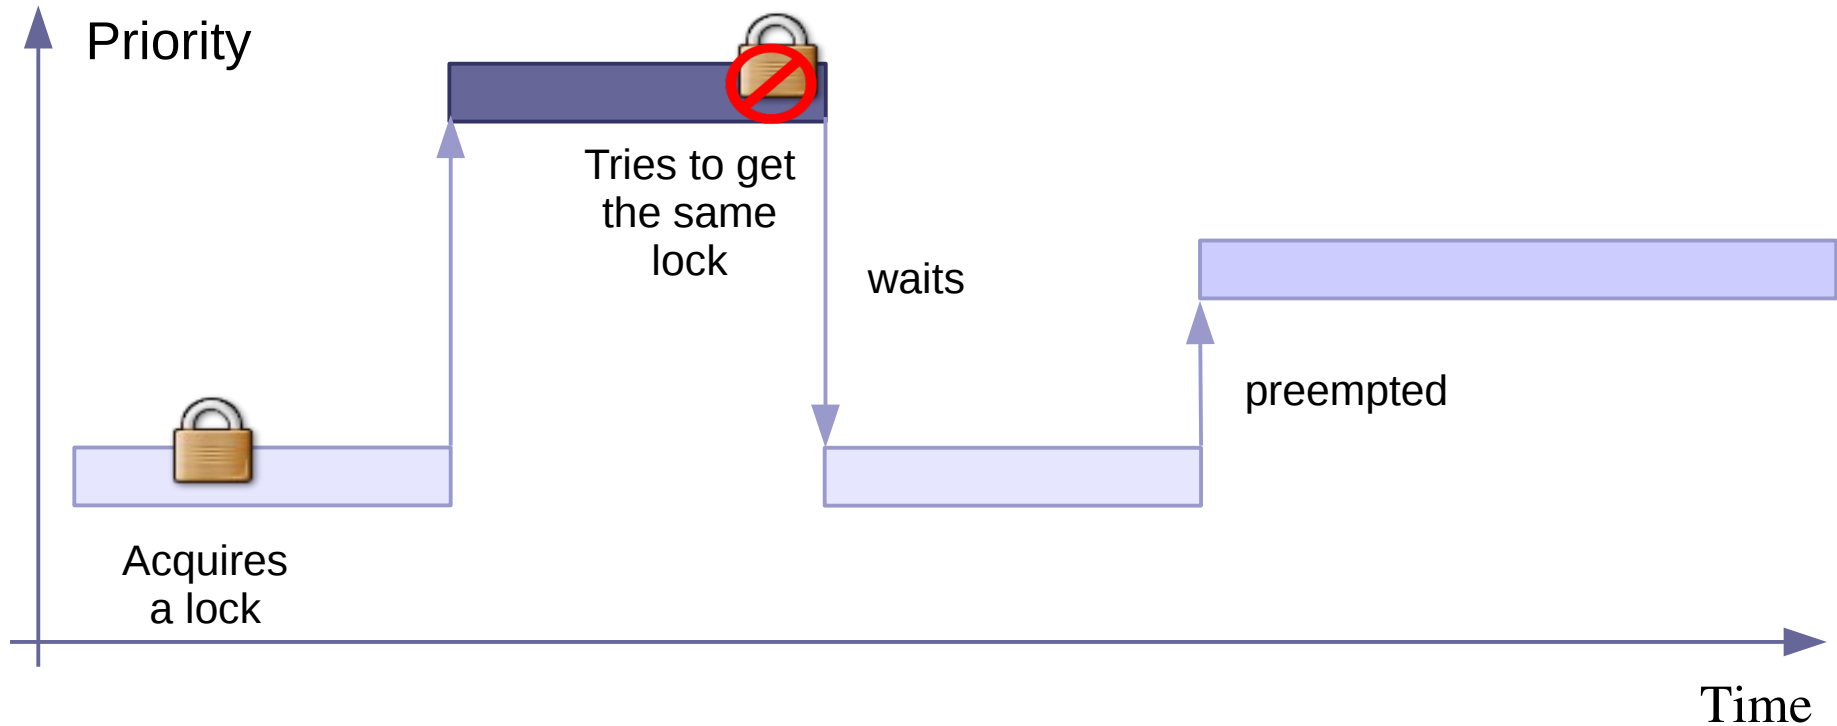 Priority
Tries to get
the same
lock
waits
preempted
Acquires
a lock
Time